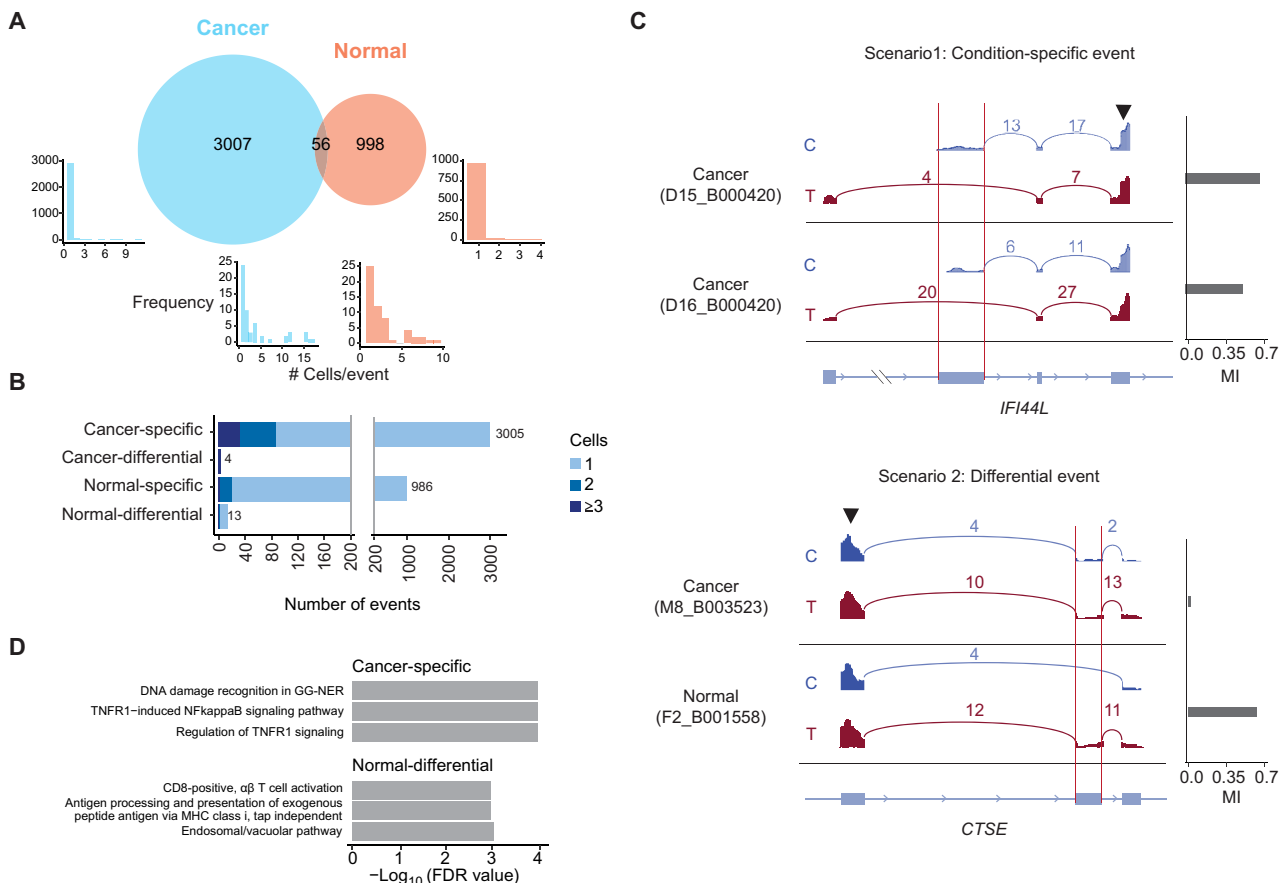 A
Cancer
Normal
3007
56
998
3000
2000
1000
0
0 3 6 9
1000
750
500
250
0
1 2 3 4
Frequency
25
20
15
10
5
0
0 5 10 15
25
20
15
10
5
0
0 5 10
# Cells/event
B
Cancer-specific
Cancer-differential
Normal-specific
Normal-differential
3005
4
986
13
0 40 80 120 160 200
200 1000 2000 3000
Number of events
Cells
1
2
≥3
D
Cancer-specific
DNA damage recognition in GG-NER
TNFR1−induced NFkappaB signaling pathway
Regulation of TNFR1 signaling
Normal-differential
CD8-positive, αβ T cell activation
Antigen processing and presentation of exogenous
peptide antigen via MHC class i, tap independent
Endosomal/vacuolar pathway
0 1 2 3 4
−Log10 (FDR value)
C
Scenario1: Condition-specific event
Cancer
(D15_B000420)
C
13 17
T
4 7
Cancer
(D16_B000420)
C
6 11
T
20 27
IFI44L
0.0 0.35 0.7
MI
Scenario 2: Differential event
Cancer
(M8_B003523)
C
4 2
T
10 13
Normal
(F2_B001558)
C
4
T
12 11
CTSE
0.0 0.35 0.7
MI